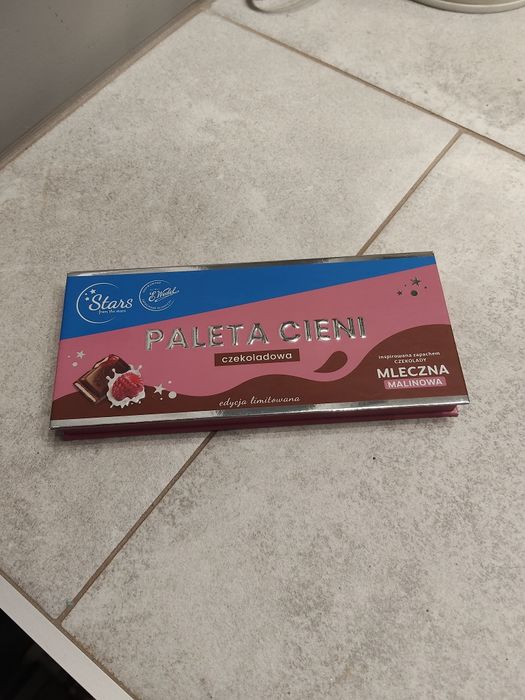 Stars
from the stars
E. Wedel
PALETA CIENI
czekoladowa
inspirowana zapachem
CZEKOLADY
MLECZNA
MALINOWA
edycja limitowana